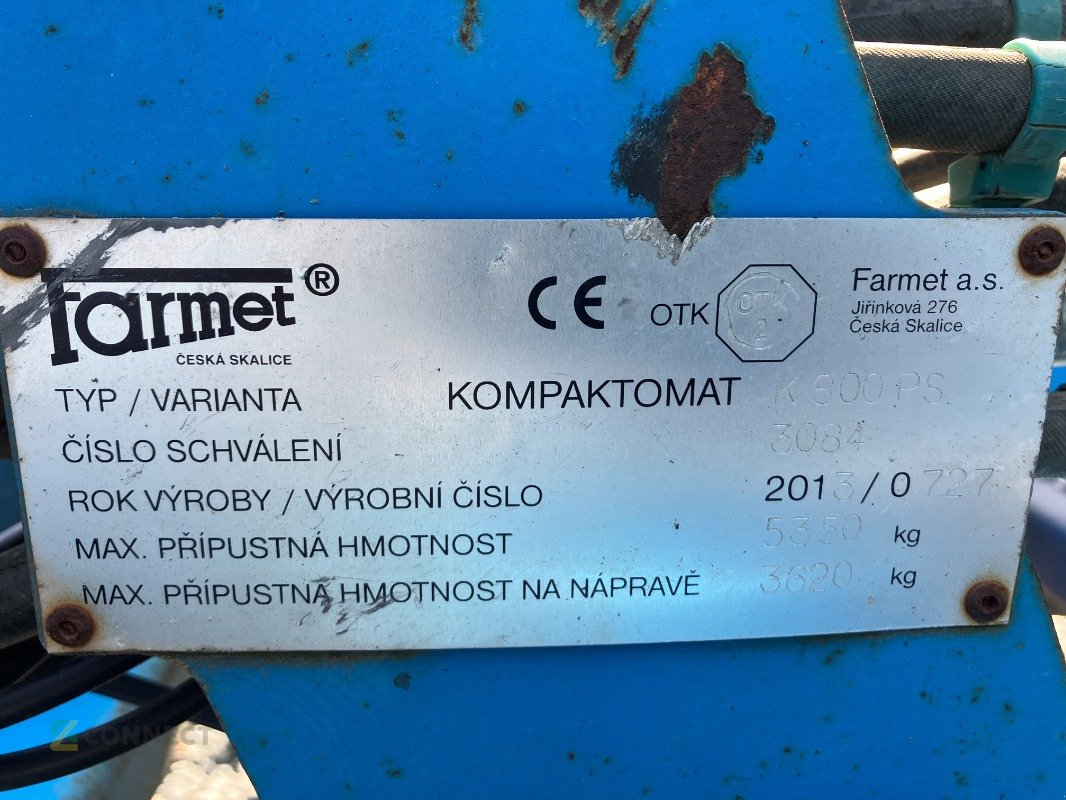 Farmet®
ČESKÁ SKALICE
CE OTK OTK 2
Farmet a.s.
Jiřinková 276
Česká Skalice
TYP / VARIANTA KOMPAKTOMAT K 800 PS
ČÍSLO SCHVÁLENÍ 3084
ROK VÝROBY / VÝROBNÍ ČÍSLO 2013/0727
MAX. PŘÍPUSTNÁ HMOTNOST 5350 kg
MAX. PŘÍPUSTNÁ HMOTNOST NA NÁPRAVĚ 3620 kg
CONNECT